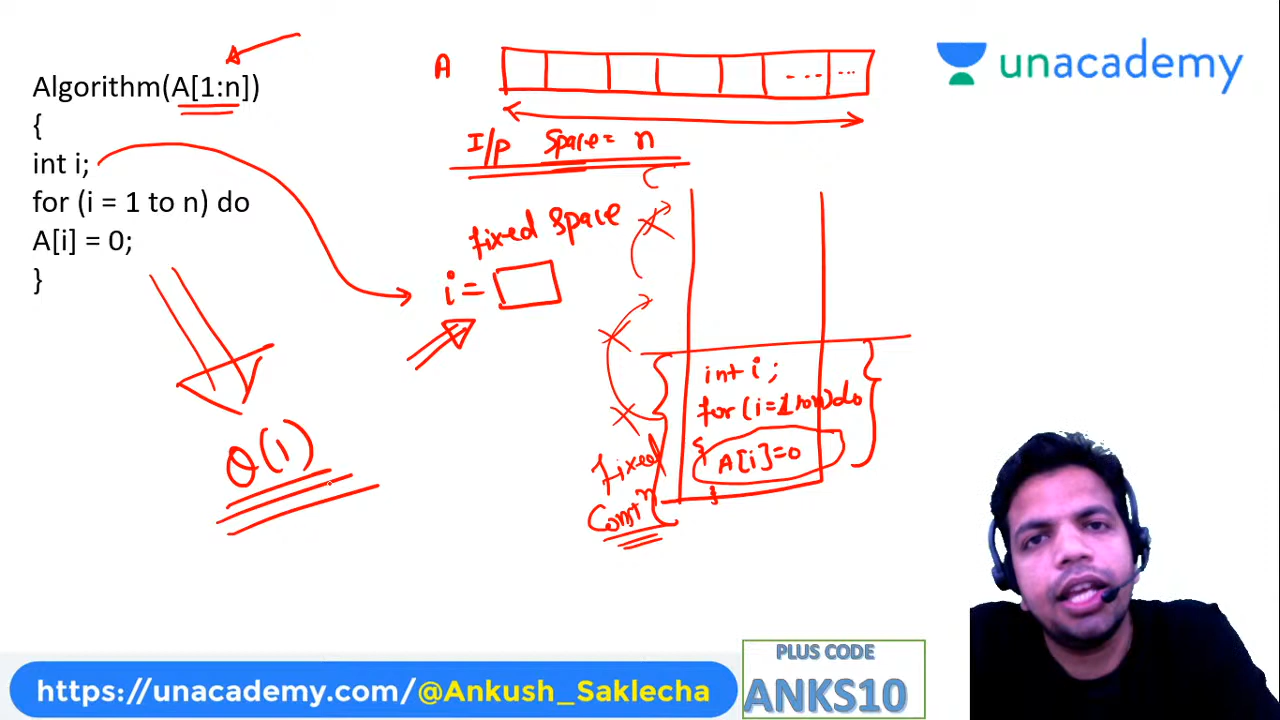 Algorithm(A[1:n])
{
int i;
for (i = 1 to n) do
A[i] = 0;
}
θ(1)
A
... ...
I/p Space = n
fixed space
i =
int i;
for (i=1 to n) do
{
A[i]=0
}
fixed
Constⁿ
unacademy
https://unacademy.com/@Ankush_Saklecha
PLUS CODE
ANKS10